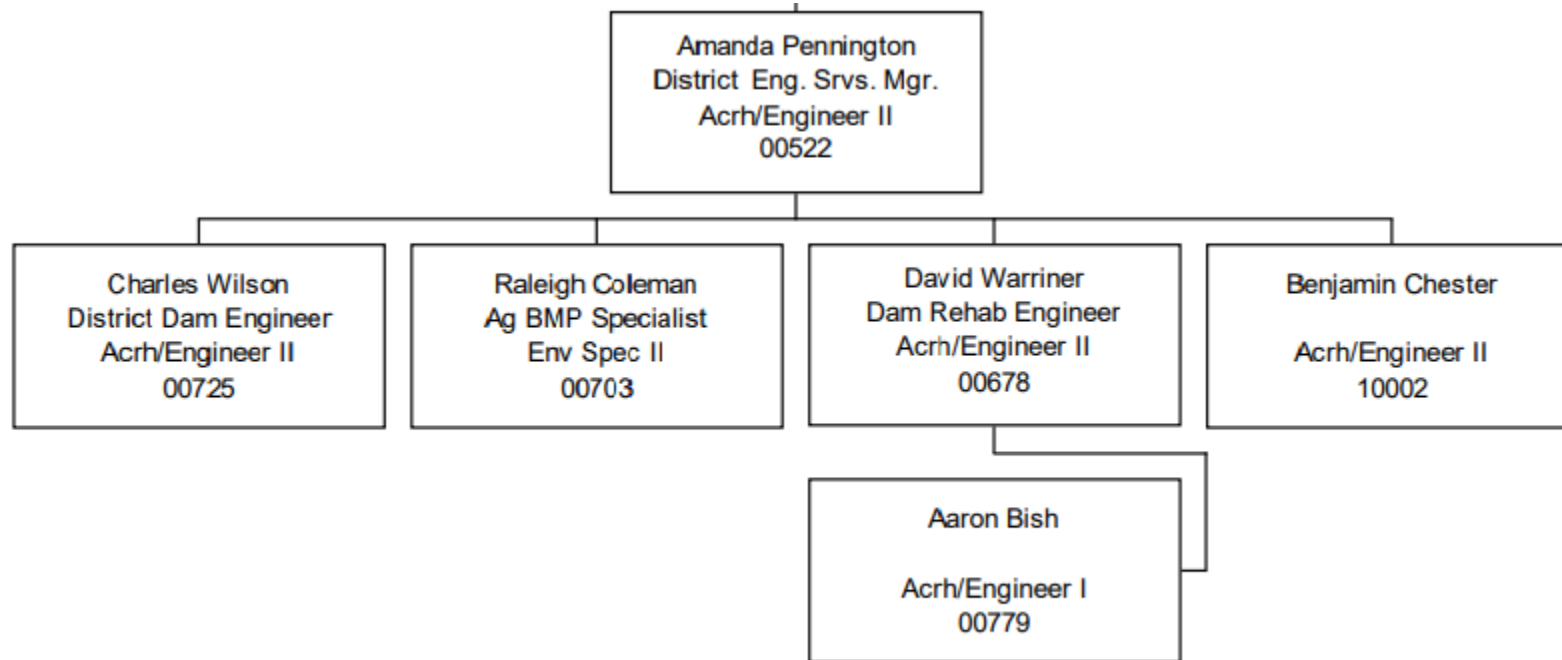 Amanda Pennington
District Eng. Srvs. Mgr.
Acrh/Engineer II
00522
Charles Wilson
District Dam Engineer
Acrh/Engineer II
00725
Raleigh Coleman
Ag BMP Specialist
Env Spec II
00703
David Warriner
Dam Rehab Engineer
Acrh/Engineer II
00678
Benjamin Chester
Acrh/Engineer II
10002
Aaron Bish
Acrh/Engineer I
00779